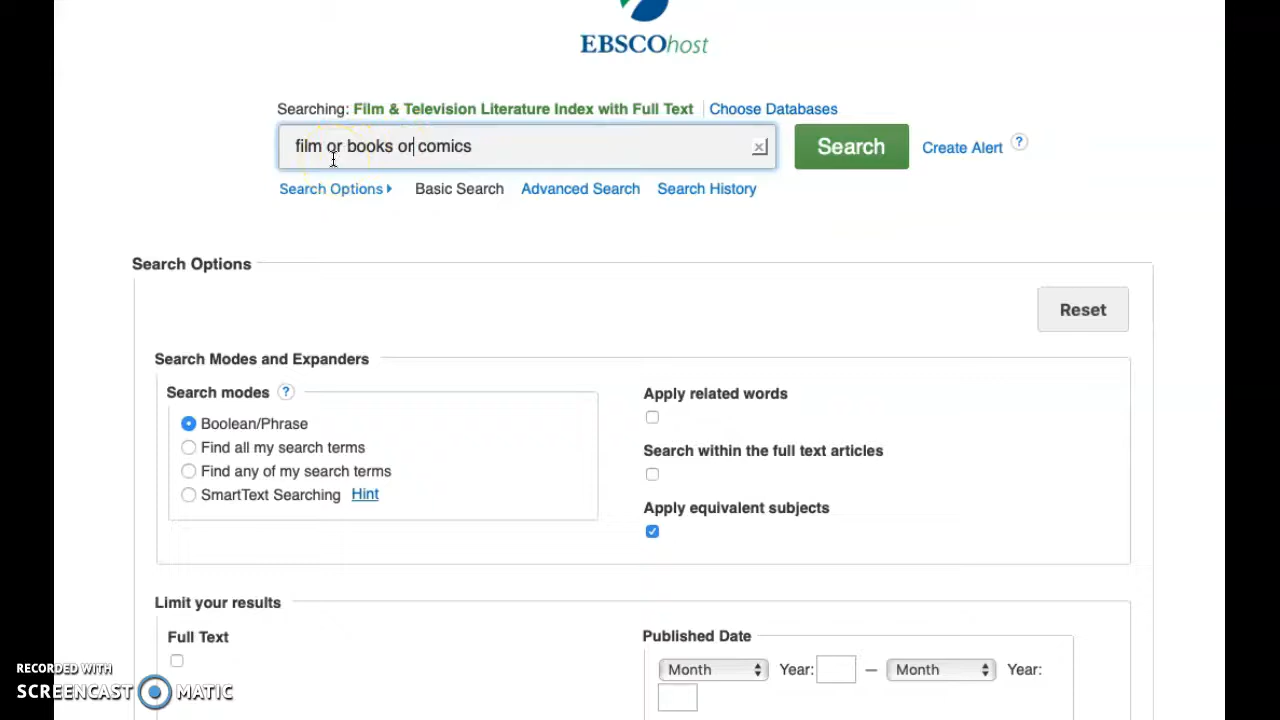 EBSCOhost
Searching: Film & Television Literature Index with Full Text Choose Databases
film or books or comics
Search
Create Alert ?
Search Options Basic Search Advanced Search Search History
Search Options
Reset
Search Modes and Expanders
Search modes ?
Boolean/Phrase
Find all my search terms
Find any of my search terms
SmartText Searching Hint
Apply related words
Search within the full text articles
Apply equivalent subjects
Limit your results
Full Text
Published Date
Month Year: — Month Year:
RECORDED WITH
SCREENCAST MATIC